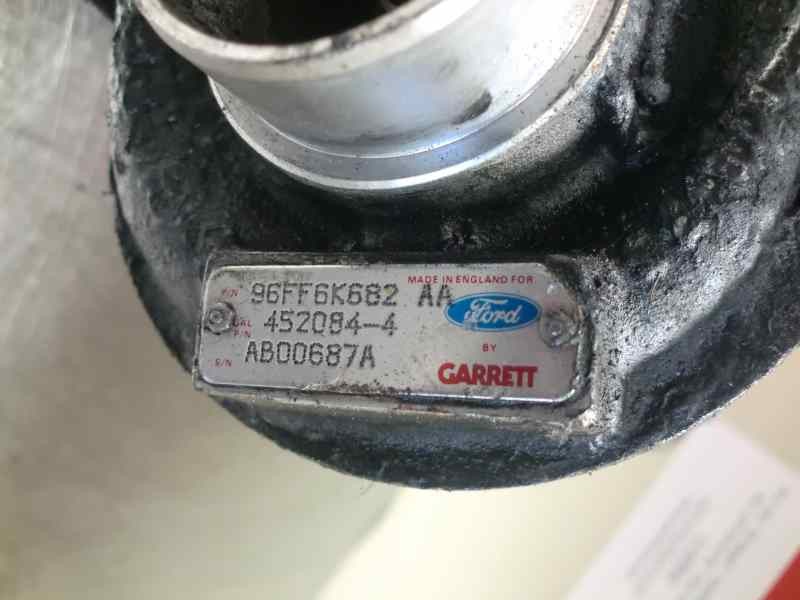 P/N 96FF6K682 AA
GAL P/N 452084-4
S/N AB00687A
MADE IN ENGLAND FOR
Ford
BY
GARRETT